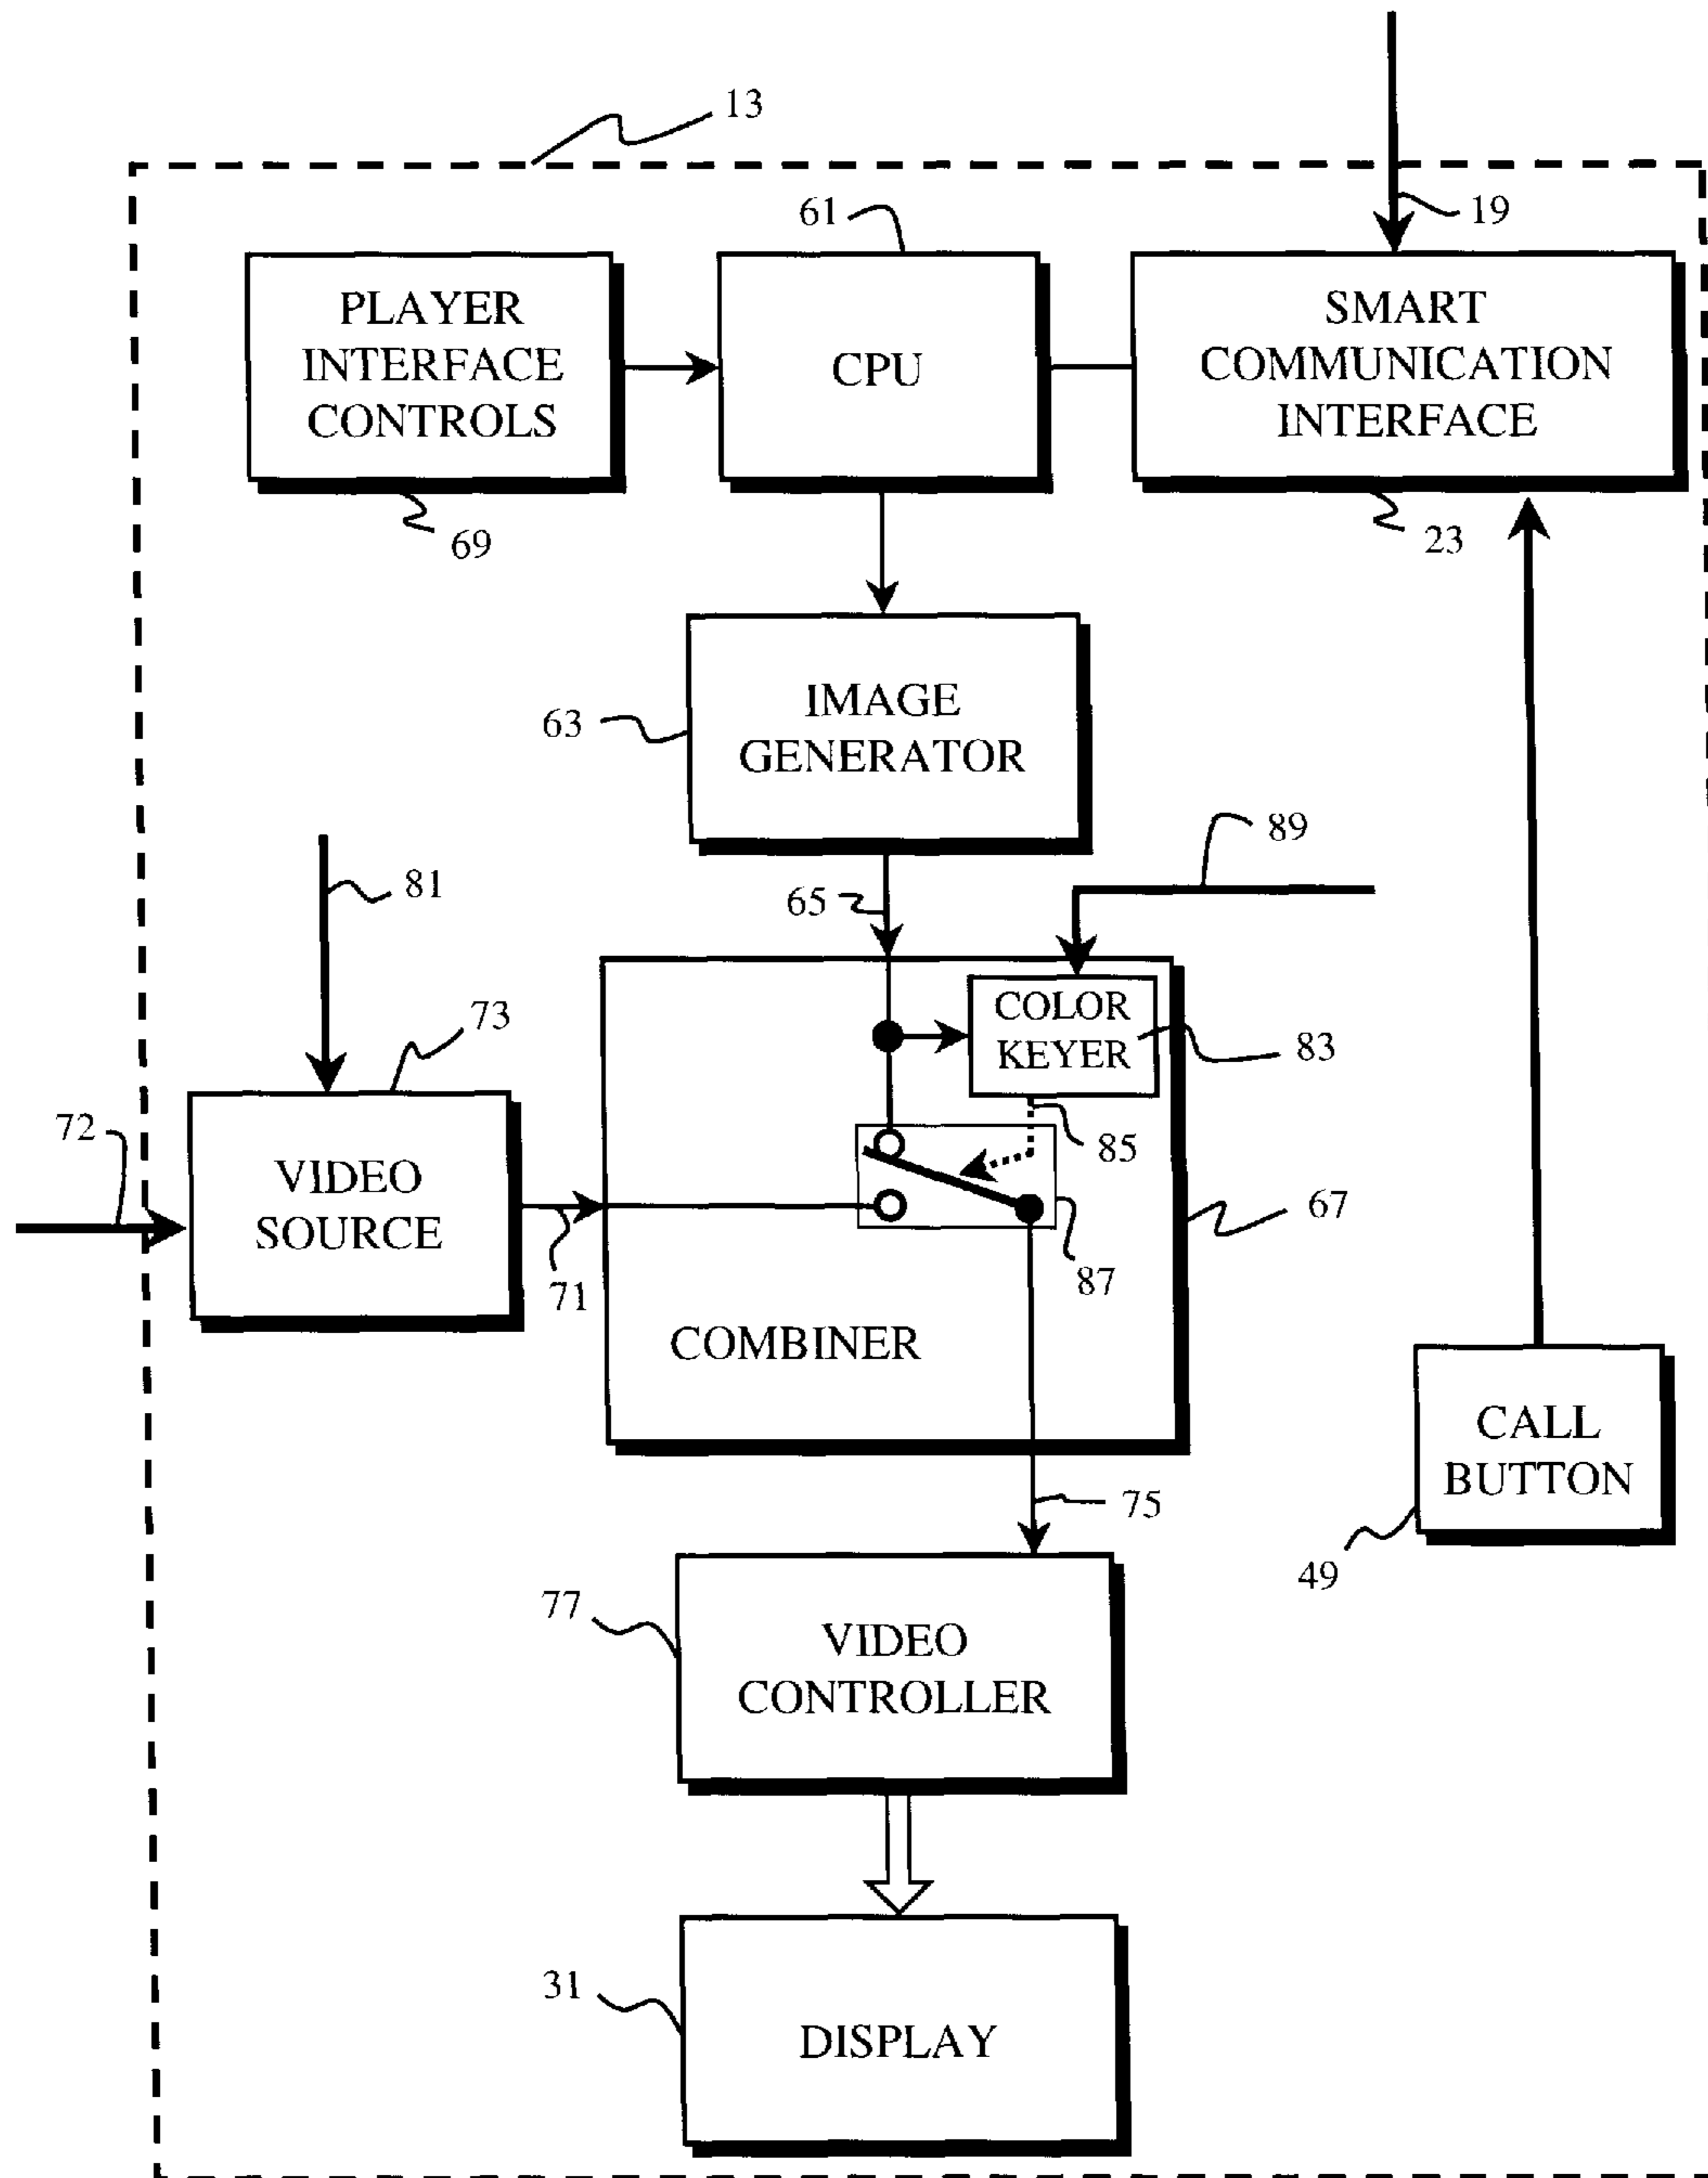 13
19
61
PLAYER
INTERFACE
CONTROLS
CPU
SMART
COMMUNICATION
INTERFACE
69
23
63
IMAGE
GENERATOR
89
81
65
73
COLOR
KEYER
83
72
85
VIDEO
SOURCE
67
71
87
COMBINER
CALL
BUTTON
75
49
77
VIDEO
CONTROLLER
31
DISPLAY